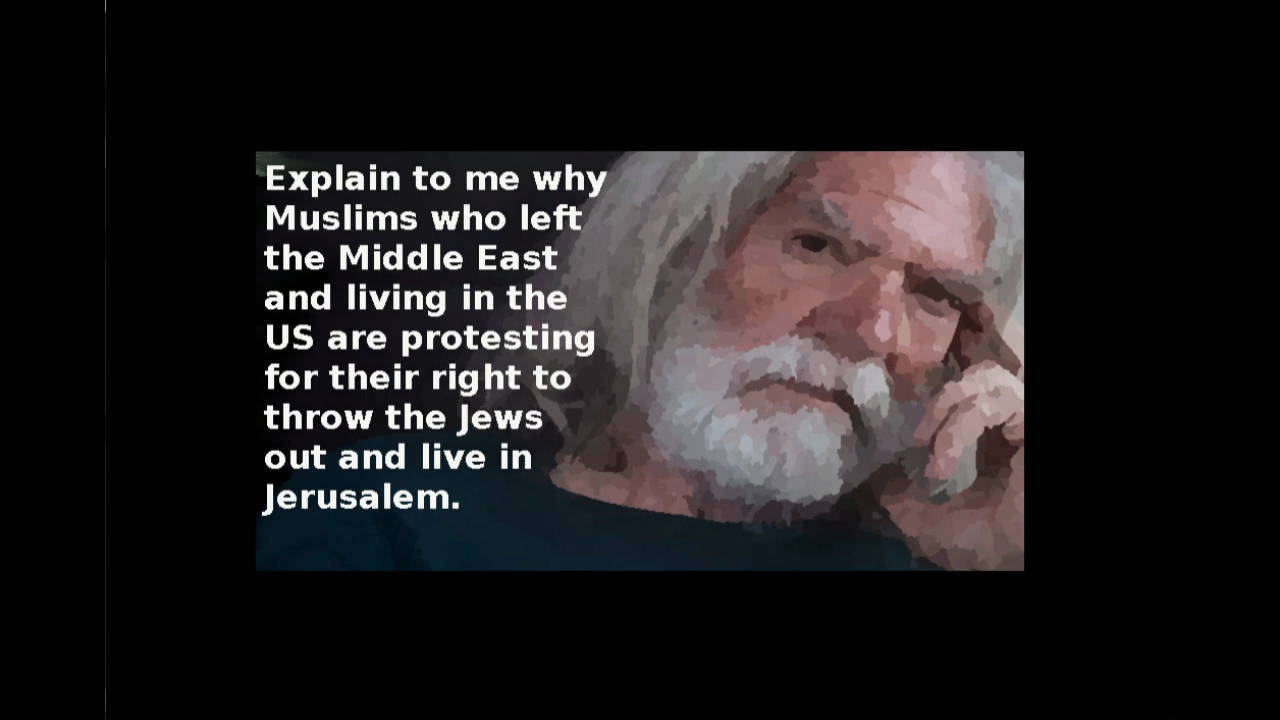 Explain to me why
Muslims who left
the Middle East
and living in the
US are protesting
for their right to
throw the Jews
out and live in
Jerusalem.